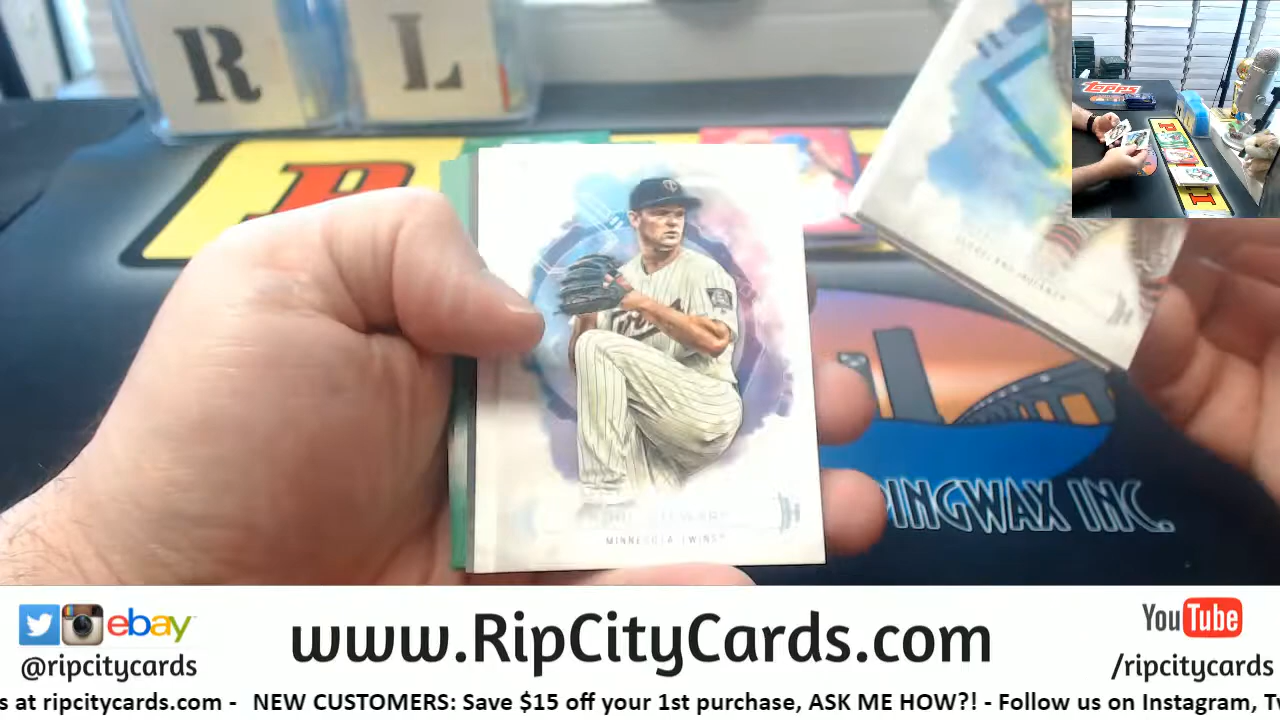 R L
Topps
MINNESOTA TWINS
PINGWAX INC.
ebay
@ripcitycards
www.RipCityCards.com
YouTube
/ripcitycards
s at ripcitycards.com - NEW CUSTOMERS: Save $15 off your 1st purchase, ASK ME HOW?! - Follow us on Instagram, Tw